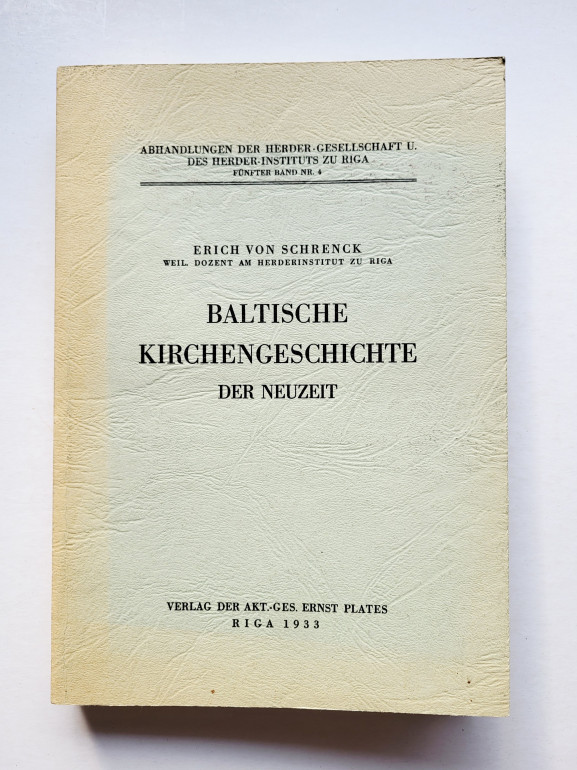 ABHANDLUNGEN DER HERDER-GESELLSCHAFT U.
DES HERDER-INSTITUTS ZU RIGA
FÜNFTER BAND NR. 4
ERICH VON SCHRENCK
WEIL. DOZENT AM HERDERINSTITUT ZU RIGA
BALTISCHE
KIRCHENGESCHICHTE
DER NEUZEIT
VERLAG DER AKT.-GES. ERNST PLATES
RIGA 1933